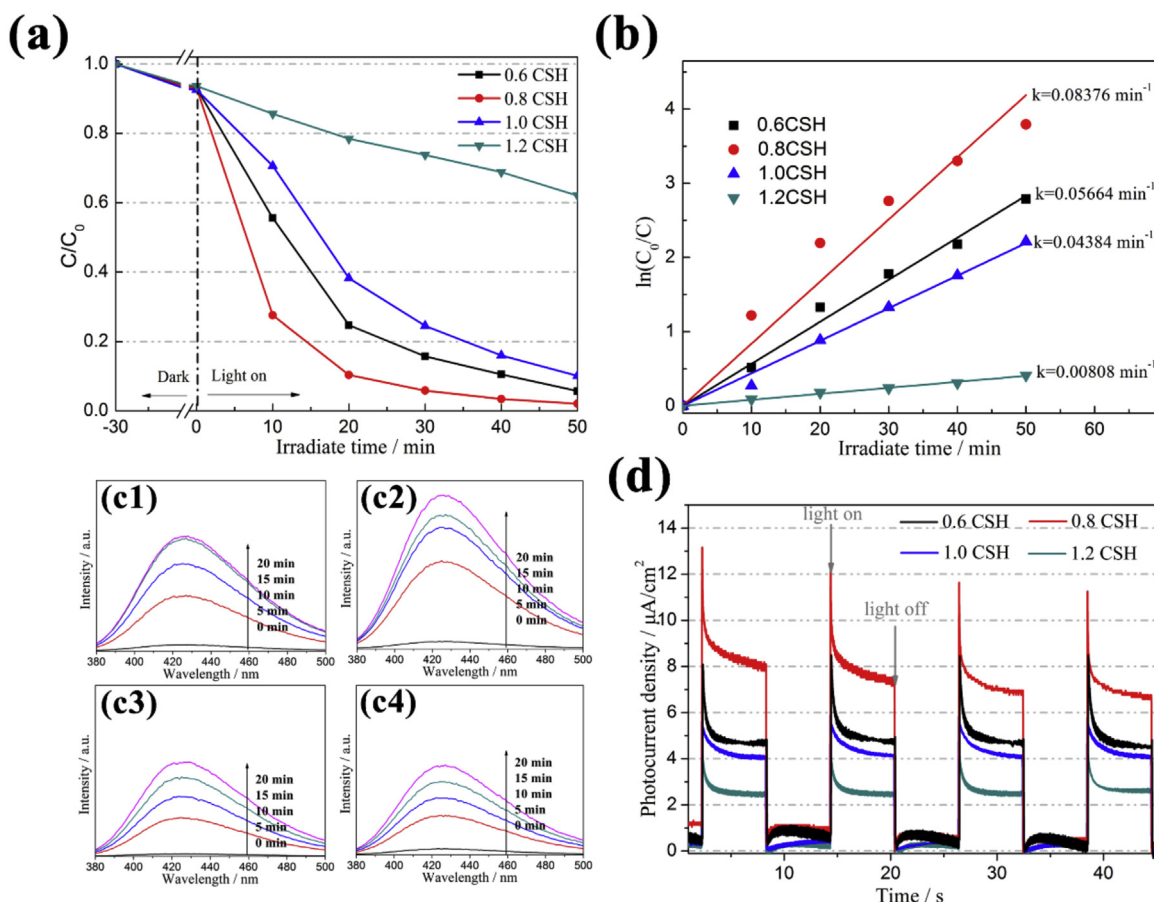 (a)
1.0
0.8
0.6
0.4
0.2
0.0
C/C0
0.6 CSH
0.8 CSH
1.0 CSH
1.2 CSH
Dark
Light on
-30
0
10
20
30
40
50
Irradiate time / min
(b)
4
3
2
1
0
ln(C0/C)
0.6CSH
0.8CSH
1.0CSH
1.2CSH
k=0.08376 min-1
k=0.05664 min-1
k=0.04384 min-1
k=0.00808 min-1
0
10
20
30
40
50
60
Irradiate time / min
(c1)
Intensity / a.u.
20 min
15 min
10 min
5 min
0 min
380
400
420
440
460
480
500
Wavelength / nm
(c2)
Intensity / a.u.
20 min
15 min
10 min
5 min
0 min
380
400
420
440
460
480
500
Wavelength / nm
(c3)
Intensity / a.u.
20 min
15 min
10 min
5 min
0 min
380
400
420
440
460
480
500
Wavelength / nm
(c4)
Intensity / a.u.
20 min
15 min
10 min
5 min
0 min
380
400
420
440
460
480
500
Wavelength / nm
(d)
Photocurrent density / μA/cm2
14
12
10
8
6
4
2
0
light on
light off
0.6 CSH
0.8 CSH
1.0 CSH
1.2 CSH
10
20
30
40
Time / s